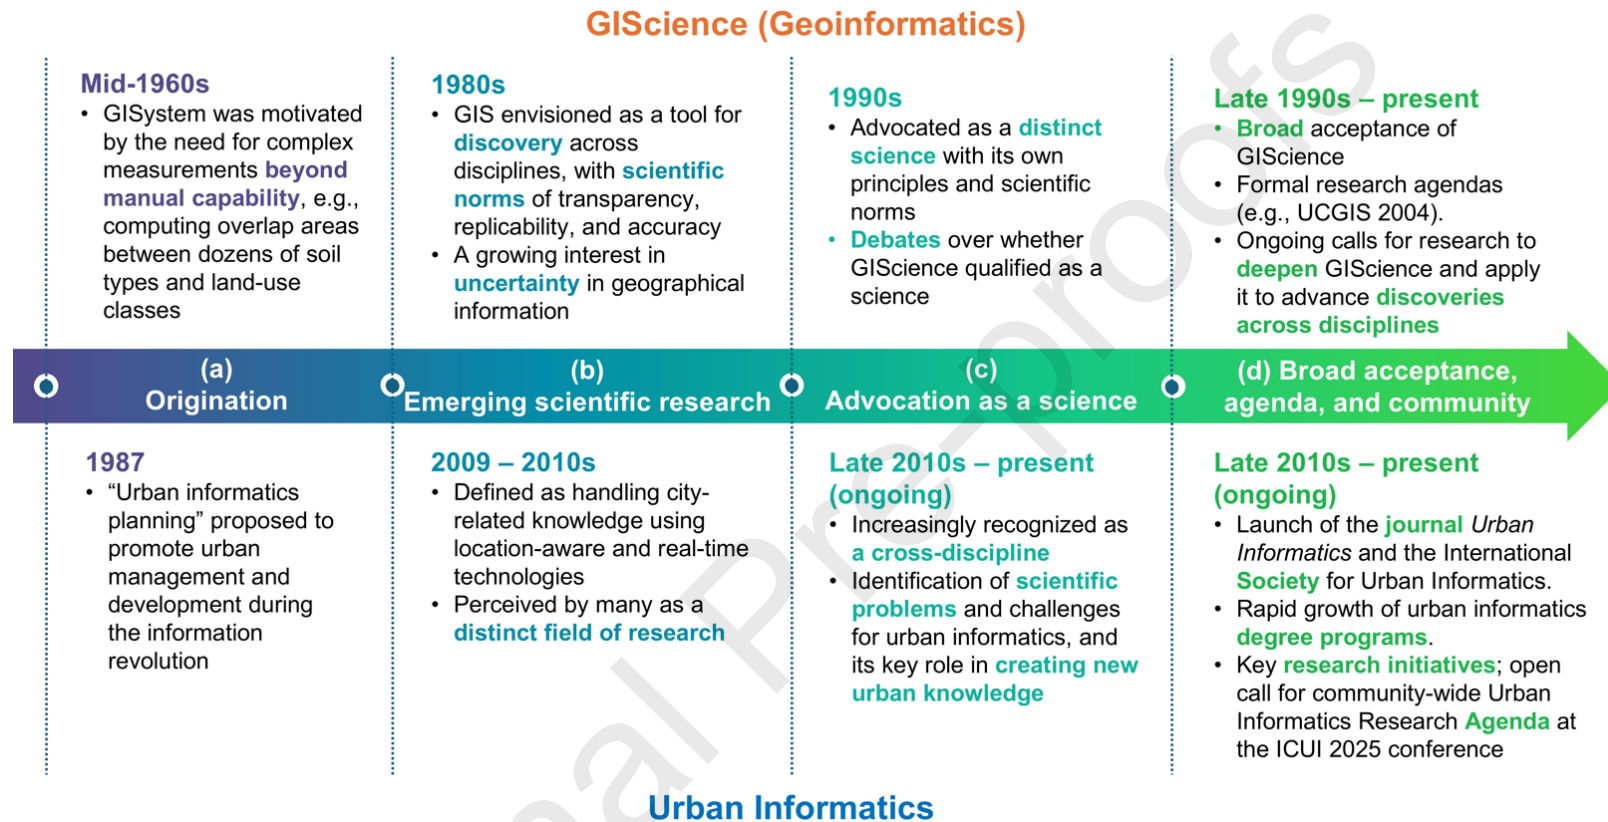 GIScience (Geoinformatics)
Mid-1960s
• GISystem was motivated
by the need for complex
measurements beyond
manual capability, e.g.,
computing overlap areas
between dozens of soil
types and land-use
classes
1980s
• GIS envisioned as a tool for
discovery across
disciplines, with scientific
norms of transparency,
replicability, and accuracy
• A growing interest in
uncertainty in geographical
information
1990s
• Advocated as a distinct
science with its own
principles and scientific
norms
• Debates over whether
GIScience qualified as a
science
Late 1990s – present
• Broad acceptance of
GIScience
• Formal research agendas
(e.g., UCGIS 2004).
• Ongoing calls for research to
deepen GIScience and apply
it to advance discoveries
across disciplines
(a)
Origination
(b)
Emerging scientific research
(c)
Advocation as a science
(d) Broad acceptance,
agenda, and community
1987
• “Urban informatics
planning” proposed to
promote urban
management and
development during
the information
revolution
2009 – 2010s
• Defined as handling city-
related knowledge using
location-aware and real-time
technologies
• Perceived by many as a
distinct field of research
Late 2010s – present
(ongoing)
• Increasingly recognized as
a cross-discipline
• Identification of scientific
problems and challenges
for urban informatics, and
its key role in creating new
urban knowledge
Late 2010s – present
(ongoing)
• Launch of the journal Urban
Informatics and the International
Society for Urban Informatics.
• Rapid growth of urban informatics
degree programs.
• Key research initiatives; open
call for community-wide Urban
Informatics Research Agenda at
the ICUI 2025 conference
Urban Informatics
nal Pre-proofs